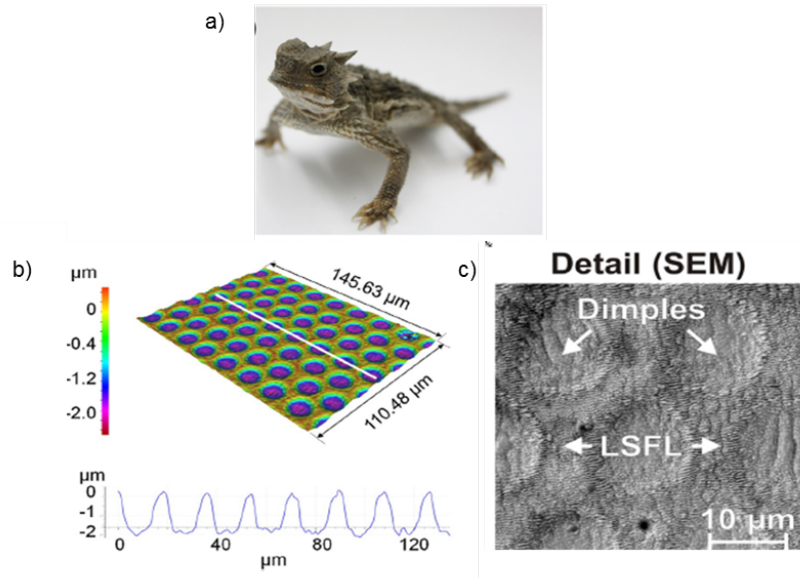 a)
b)
µm
0
-0.4
-1.2
-2.0
145.63 µm
110.48 µm
µm
0
-1
-2
0
40
80
120
µm
c)
Detail (SEM)
Dimples
LSFL
10 µm